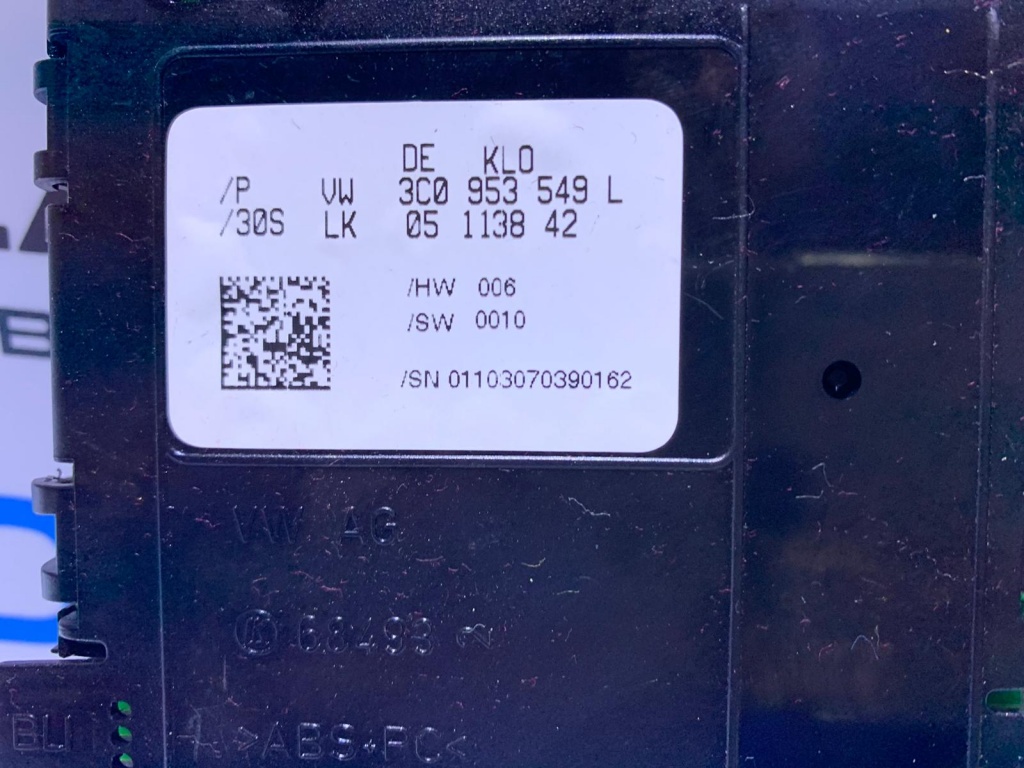 DE KLO
/P VW 3C0 953 549 L
/30S LK 05 1138 42
/HW 006
/SW 0010
/SN 01103070390162
VW AG
68493
>ABS+PC<